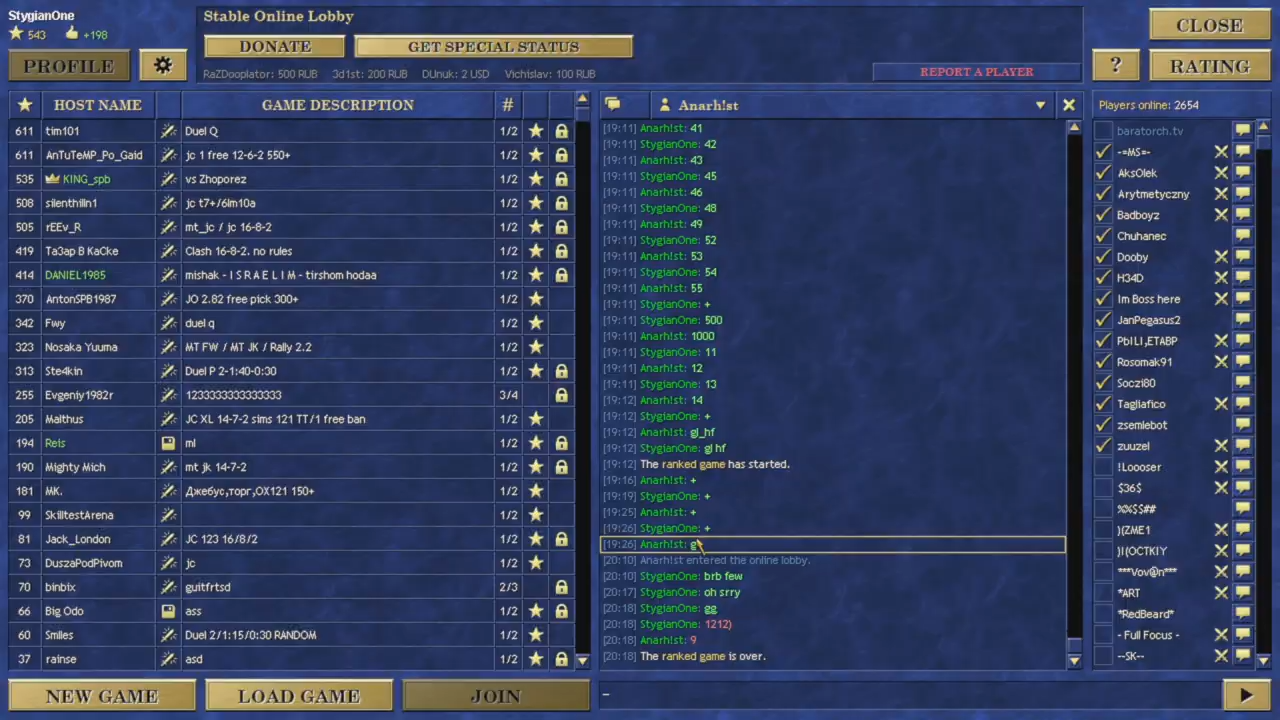 StygianOne
543 +198
PROFILE
Stable Online Lobby
DONATE GET SPECIAL STATUS
RaZDooplator: 500 RUB 3d1st: 200 RUB DUnuk: 2 USD Vichislav: 100 RUB
REPORT A PLAYER
CLOSE
? RATING
HOST NAME GAME DESCRIPTION #
611 tim101 Duel Q 1/2
611 AnTuTeMP_Po_Gaid jc 1 free 12-6-2 550+ 1/2
535 KING_spb vs Zhoporez 1/2
508 silenthilln1 jc t7+/6lm10a 1/2
505 rEEv_R mt_jc / jc 16-8-2 1/2
419 Ta3ap B KaCke Clash 16-8-2. no rules 1/2
414 DANIEL1985 mishak - I S R A E L I M - tirshom hodaa 1/2
370 AntonSPB1987 JO 2.82 free pick 300+ 1/2
342 Fwy duel q 1/2
323 Nosaka Yuuma MT FW / MT JK / Rally 2.2 1/2
313 Ste4kin Duel P 2-1:40-0:30 1/2
255 Evgeniy1982r 1233333333333333 3/4
205 Malthus JC XL 14-7-2 sims 121 TT/1 free ban 1/2
194 Reis ml 1/2
190 Mighty Mich mt jk 14-7-2 1/2
181 MK. Джебус,торг,ОХ121 150+ 1/2
99 SkilltestArena 1/2
81 Jack_London JC 123 16/8/2 1/2
73 DuszaPodPivom jc 1/2
70 binbix guitfrtsd 2/3
66 Big Odo ass 1/2
60 Smiles Duel 2/1:15/0:30 RANDOM 1/2
37 rainse asd 1/2
NEW GAME LOAD GAME JOIN
Anarh!st
[19:11] Anarh!st: 41
[19:11] StygianOne: 42
[19:11] Anarh!st: 43
[19:11] StygianOne: 45
[19:11] Anarh!st: 46
[19:11] StygianOne: 48
[19:11] Anarh!st: 49
[19:11] StygianOne: 52
[19:11] Anarh!st: 53
[19:11] StygianOne: 54
[19:11] Anarh!st: 55
[19:11] StygianOne: +
[19:11] StygianOne: 500
[19:11] Anarh!st: 1000
[19:11] StygianOne: 11
[19:11] Anarh!st: 12
[19:11] StygianOne: 13
[19:11] Anarh!st: 14
[19:12] StygianOne: +
[19:12] Anarh!st: gl_hf
[19:12] StygianOne: gl hf
[19:12] The ranked game has started.
[19:16] Anarh!st: +
[19:19] StygianOne: +
[19:25] Anarh!st: +
[19:26] StygianOne: +
[19:26] Anarh!st:
[20:10] Anarh!st entered the online lobby.
[20:10] StygianOne: brb few
[20:17] StygianOne: oh srry
[20:18] StygianOne: gg
[20:18] StygianOne: 1212)
[20:18] Anarh!st: 9
[20:18] The ranked game is over.
Players online: 2654
baratorch.tv
-=MS=-
AksOlek
Arytmetyczny
Badboyz
Chuhanec
Dooby
H34D
Im Boss here
JanPegasus2
PbILI,ETABP
Rosomak91
Soczi80
Tagliafico
zsemlebot
zuuzel
!Loooser
$36$
%%$$##
)(ZME1
)I(OCTKIY
***Vov@n***
*ART
*RedBeard*
- Full Focus -
--SK--